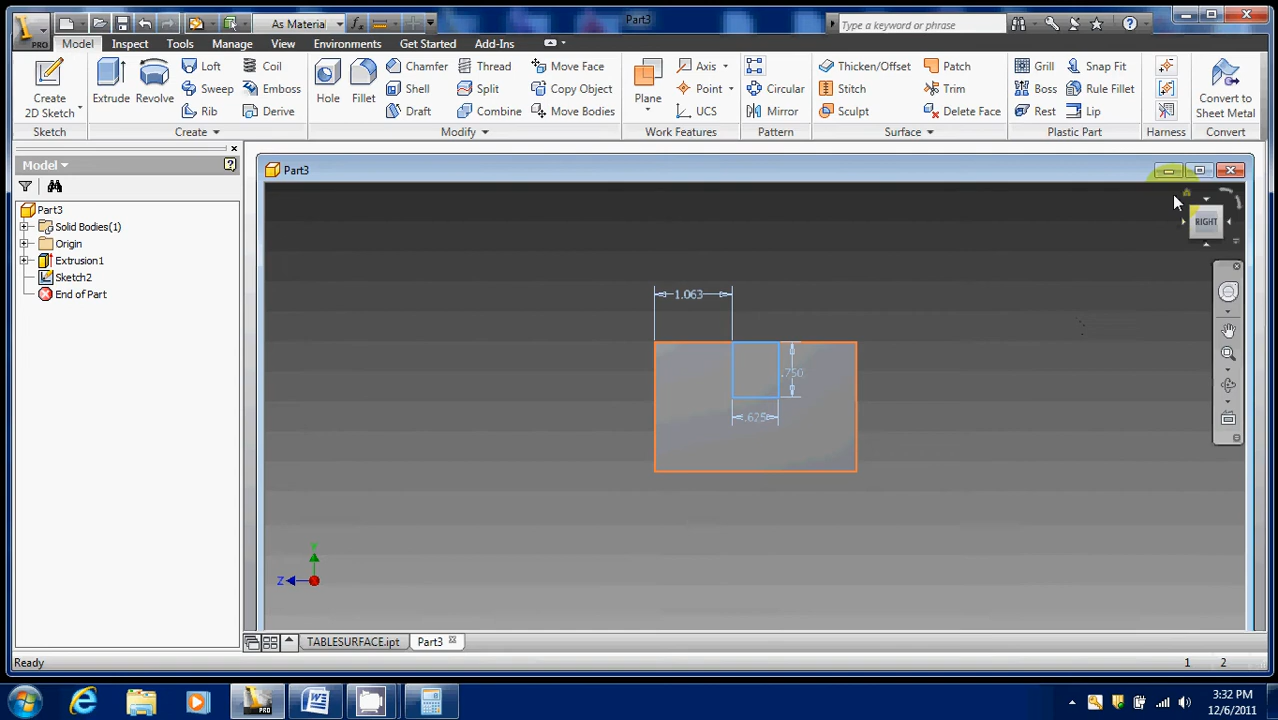 PRO
As Material
Part3
Type a keyword or phrase
Model Inspect Tools Manage View Environments Get Started Add-Ins
Create
2D Sketch
Sketch
Extrude
Revolve
Loft
Sweep
Rib
Coil
Emboss
Derive
Create
Hole
Fillet
Chamfer
Shell
Draft
Thread
Split
Combine
Move Face
Copy Object
Move Bodies
Modify
Plane
Axis
Point
UCS
Work Features
Circular
Mirror
Pattern
Thicken/Offset
Stitch
Sculpt
Patch
Trim
Delete Face
Surface
Grill
Boss
Rest
Snap Fit
Rule Fillet
Lip
Plastic Part
Harness
Convert to
Sheet Metal
Convert
Model
Part3
Solid Bodies(1)
Origin
Extrusion1
Sketch2
End of Part
Part3
RIGHT
1.063
.750
.625
Z
TABLESURFACE.ipt
Part3
Ready
1 2
PRO
3:32 PM
12/6/2011